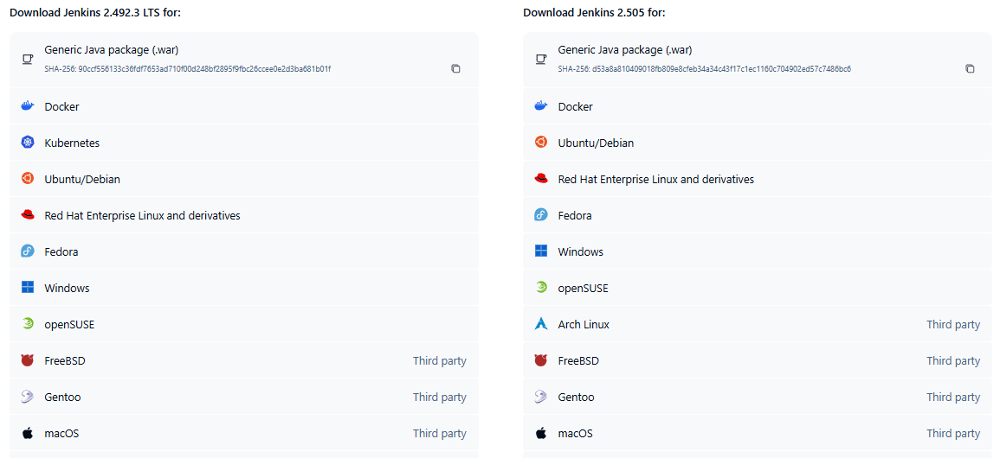 Download Jenkins 2.492.3 LTS for:
Generic Java package (.war)
SHA-256: 90ccf556133c36fdf7653ad710f00d248bf2895f9fbc26ccee0e2d3ba681b01f
Docker
Kubernetes
Ubuntu/Debian
Red Hat Enterprise Linux and derivatives
Fedora
Windows
openSUSE
FreeBSD Third party
Gentoo Third party
macOS Third party
Download Jenkins 2.505 for:
Generic Java package (.war)
SHA-256: d53a8a810409018fb809e8cfeb34a34c43f17c1ec1160c704902ed57c7486bc6
Docker
Ubuntu/Debian
Red Hat Enterprise Linux and derivatives
Fedora
Windows
openSUSE
Arch Linux Third party
FreeBSD Third party
Gentoo Third party
macOS Third party